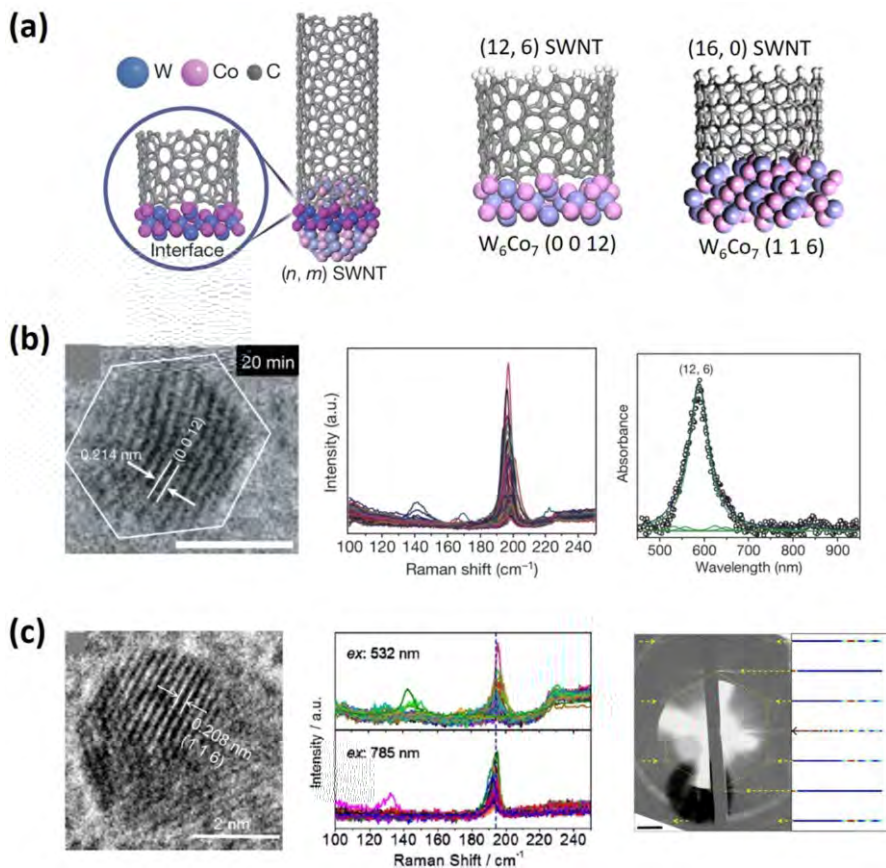 (a)
W Co C
Interface
(n, m) SWNT
(12, 6) SWNT
W₆Co₇ (0 0 12)
(16, 0) SWNT
W₆Co₇ (1 1 6)
(b)
20 min
0.214 nm
(0 0 12)
Intensity (a.u.)
100 120 140 160 180 200 220 240
Raman shift (cm⁻¹)
Absorbance
(12, 6)
500 600 700 800 900
Wavelength (nm)
(c)
0.208 nm
(1 1 6)
2 nm
Intensity / a.u.
ex: 532 nm
ex: 785 nm
100 120 140 160 180 200 220 240
Raman Shift / cm⁻¹